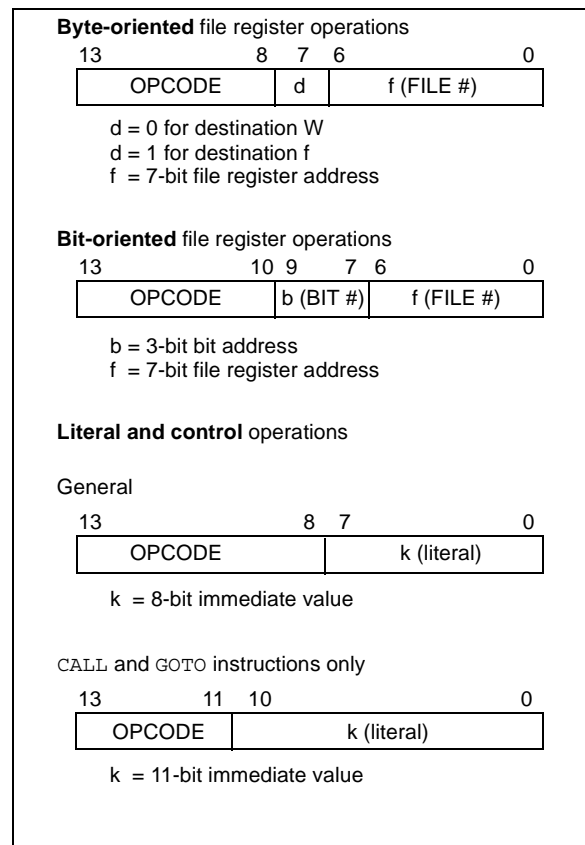 Byte-oriented file register operations
13 8 7 6 0
OPCODE d f (FILE #)
d = 0 for destination W
d = 1 for destination f
f = 7-bit file register address
Bit-oriented file register operations
13 10 9 7 6 0
OPCODE b (BIT #) f (FILE #)
b = 3-bit bit address
f = 7-bit file register address
Literal and control operations
General
13 8 7 0
OPCODE k (literal)
k = 8-bit immediate value
CALL and GOTO instructions only
13 11 10 0
OPCODE k (literal)
k = 11-bit immediate value